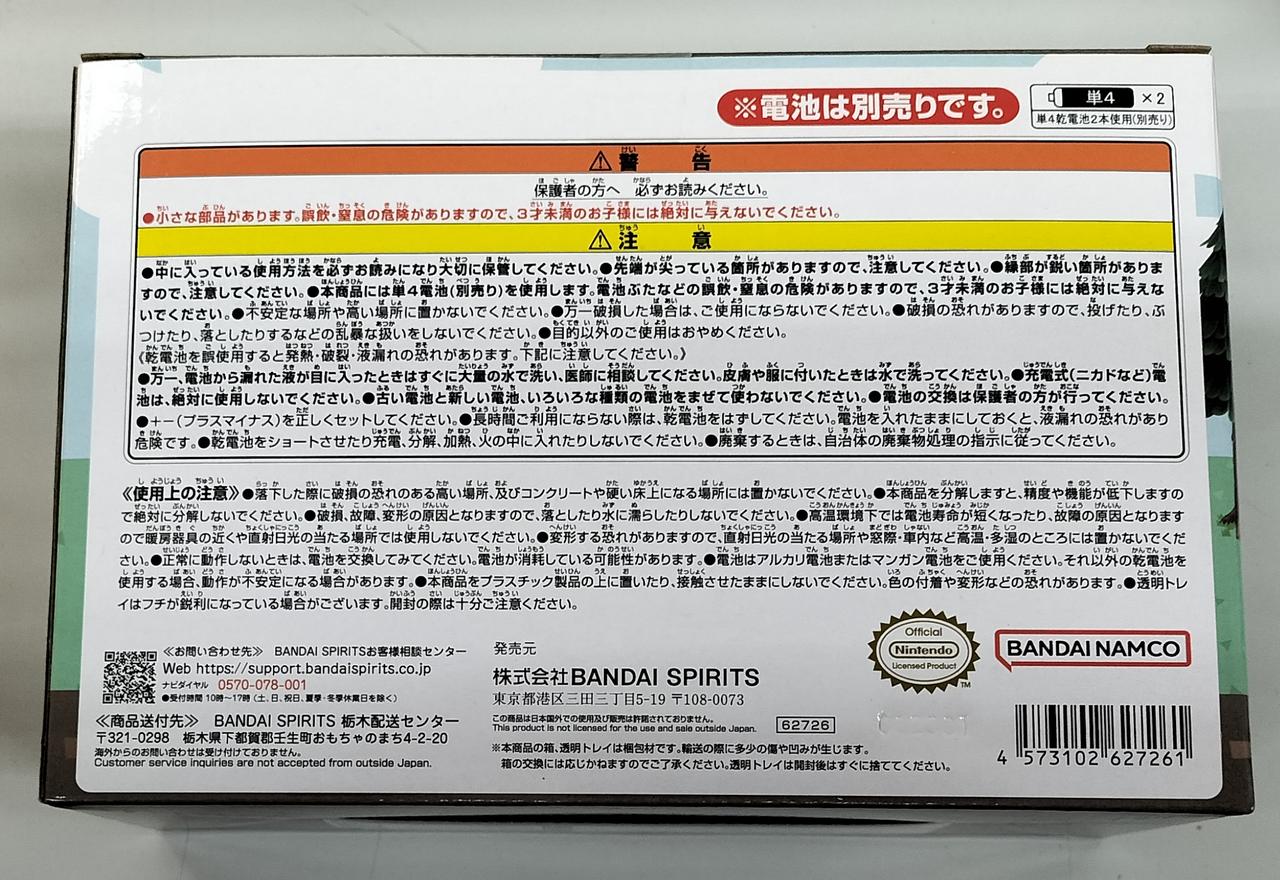 ※電池は別売りです。
単4 ×2
単4乾電池2本使用(別売り)
⚠警告
保護者の方へ 必ずお読みください。
●小さな部品があります。誤飲・窒息の危険がありますので、3才未満のお子様には絶対に与えないでください。
⚠注意
●中に入っている使用方法を必ずお読みになり大切に保管してください。●先端が尖っている箇所がありますので、注意してください。●縁部が鋭い箇所がありま
すので、注意してください。●本商品には単4電池(別売り)を使用します。電池ぶたなどの誤飲・窒息の危険がありますので、3才未満のお子様には絶対に与えな
いでください。●不安定な場所や高い場所に置かないでください。●万一破損した場合は、ご使用にならないでください。●破損の恐れがありますので、投げたり、ぶ
つけたり、落としたりするなどの乱暴な扱いをしないでください。●目的以外のご使用はおやめください。
《乾電池を誤使用すると発熱・破裂・液漏れの恐れがあります。下記に注意してください。》
●万一、電池から漏れた液が目に入ったときはすぐに大量の水で洗い、医師に相談してください。皮膚や服に付いたときは水で洗ってください。●充電式(ニカドなど)電
池は、絶対に使用しないでください。●古い電池と新しい電池、いろいろな種類の電池をまぜて使わないでください。●電池の交換は保護者の方が行ってください。
●+-(プラスマイナス)を正しくセットしてください。●長時間ご利用にならない際は、乾電池をはずしてください。電池を入れたままにしておくと、液漏れの恐れがあり
危険です。●乾電池をショートさせたり充電、分解、加熱、火の中に入れたりしないでください。●廃棄するときは、自治体の廃棄物処理の指示に従ってください。
《使用上の注意》●落下した際に破損の恐れのある高い場所、及びコンクリートや硬い床上になる場所には置かないでください。●本商品を分解しますと、精度や機能が低下しますの
で絶対に分解しないでください。●破損、故障、変形の原因となりますので、落としたり水に濡らしたりしないでください。●高温環境下では電池寿命が短くなったり、故障の原因となります
ので暖房器具の近くや直射日光の当たる場所では使用しないでください。●変形する恐れがありますので、直射日光の当たる場所や窓際・車内など高温・多湿のところには置かないでくだ
さい。●正常に動作しないときは、電池を交換してみてください。電池が消耗している可能性があります。●電池はアルカリ電池またはマンガン電池をご使用ください。それ以外の乾電池を
使用する場合、動作が不安定になる場合があります。●本商品をプラスチック製品の上に置いたり、接触させたままにしないでください。色の付着や変形などの恐れがあります。●透明トレ
イはフチが鋭利になっている場合がございます。開封の際は十分ご注意ください。
《お問い合わせ先》 BANDAI SPIRITSお客様相談センター
Web https://support.bandaispirits.co.jp
ナビダイヤル 0570-078-001
●受付時間 10時~17時(土、日、祝日、夏季・冬季休業日を除く)
《商品送付先》 BANDAI SPIRITS 栃木配送センター
〒321-0298 栃木県下都賀郡壬生町おもちゃのまち4-2-20
海外からのお問い合わせは受け付けておりません。
Customer service inquiries are not accepted from outside Japan.
発売元
株式会社BANDAI SPIRITS
東京都港区三田三丁目5-19 〒108-0073
この商品は日本国外での使用及び販売は許諾されておりません。
This product is not licensed for the use and sale outside Japan.
62726
※本商品の箱、透明トレイは梱包材です。輸送の際に多少の傷や凹みが生じます。
箱の交換には応じかねますのでご了承ください。透明トレイは開封後はすぐに捨ててください。
Official
Nintendo
Licensed Product
TM
BANDAI NAMCO
4 573102 627261